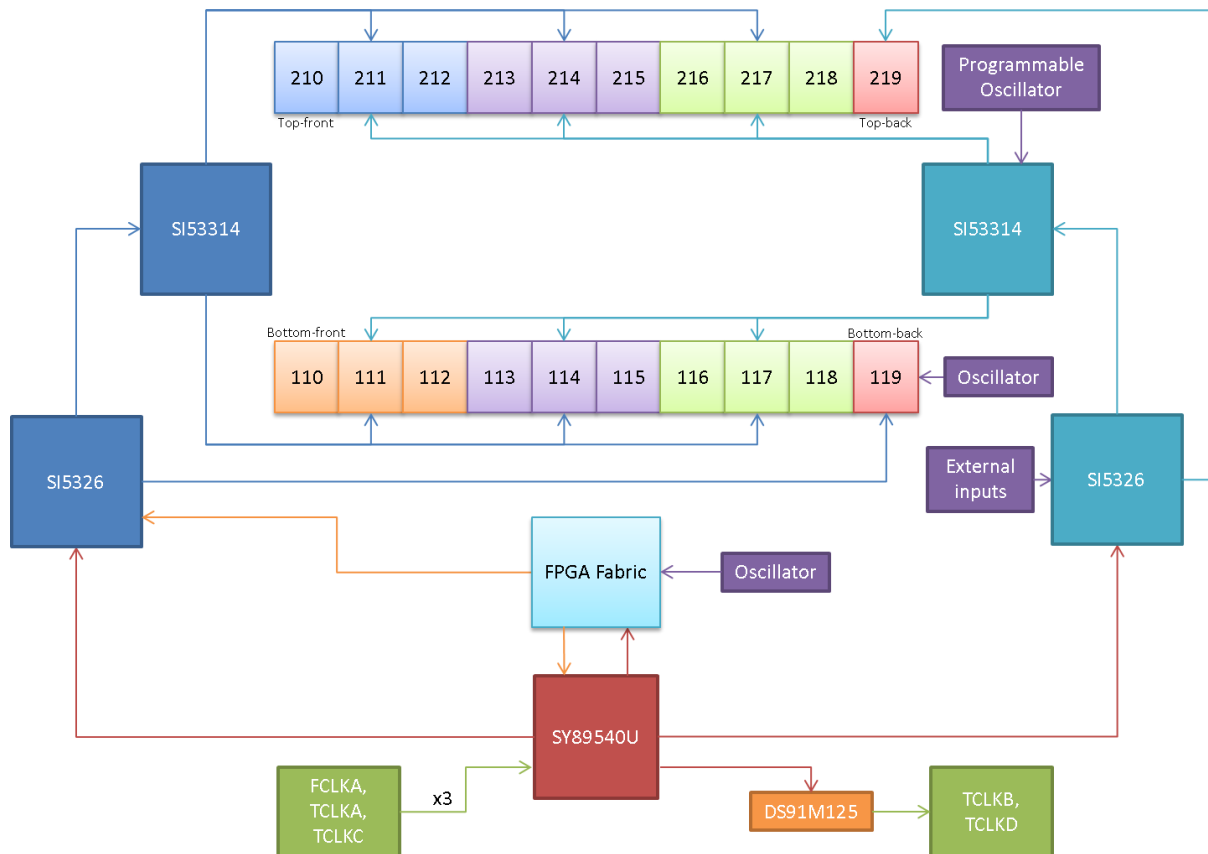 210 211 212 213 214 215 216 217 218 219
Programmable
Oscillator
Top-front
Top-back
SI53314
SI53314
Bottom-front
Bottom-back
110 111 112 113 114 115 116 117 118 119
Oscillator
SI5326
External
inputs
SI5326
FPGA Fabric
Oscillator
SY89540U
FCLKA,
TCLKA,
TCLKC
x3
DS91M125
TCLKB,
TCLKD